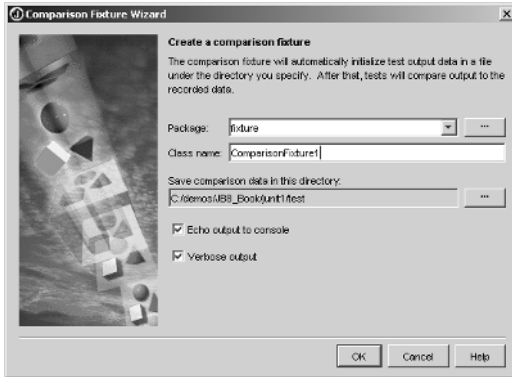 Comparison Fixture Wizard
Create a comparison fixture
The comparison fixture will automatically initialize test output data in a file
under the directory you specify. After that, tests will compare output to the
recorded data.
Package: fixture ...
Class name: ComparisonFixture1
Save comparison data in this directory:
C:/demos/JB8_Book/junit1/test ...
Echo output to console
Verbose output
OK Cancel Help